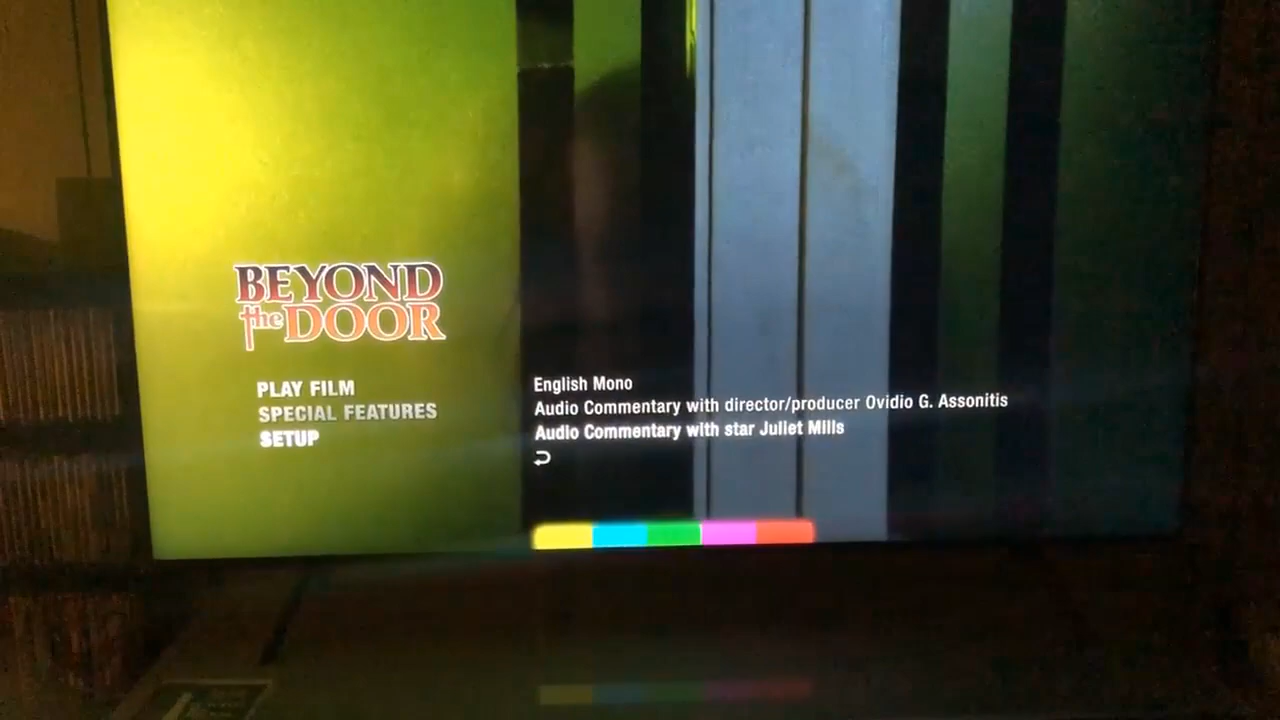 BEYOND
the DOOR
PLAY FILM
SPECIAL FEATURES
SETUP
English Mono
Audio Commentary with director/producer Ovidio G. Assonitis
Audio Commentary with star Juliet Mills